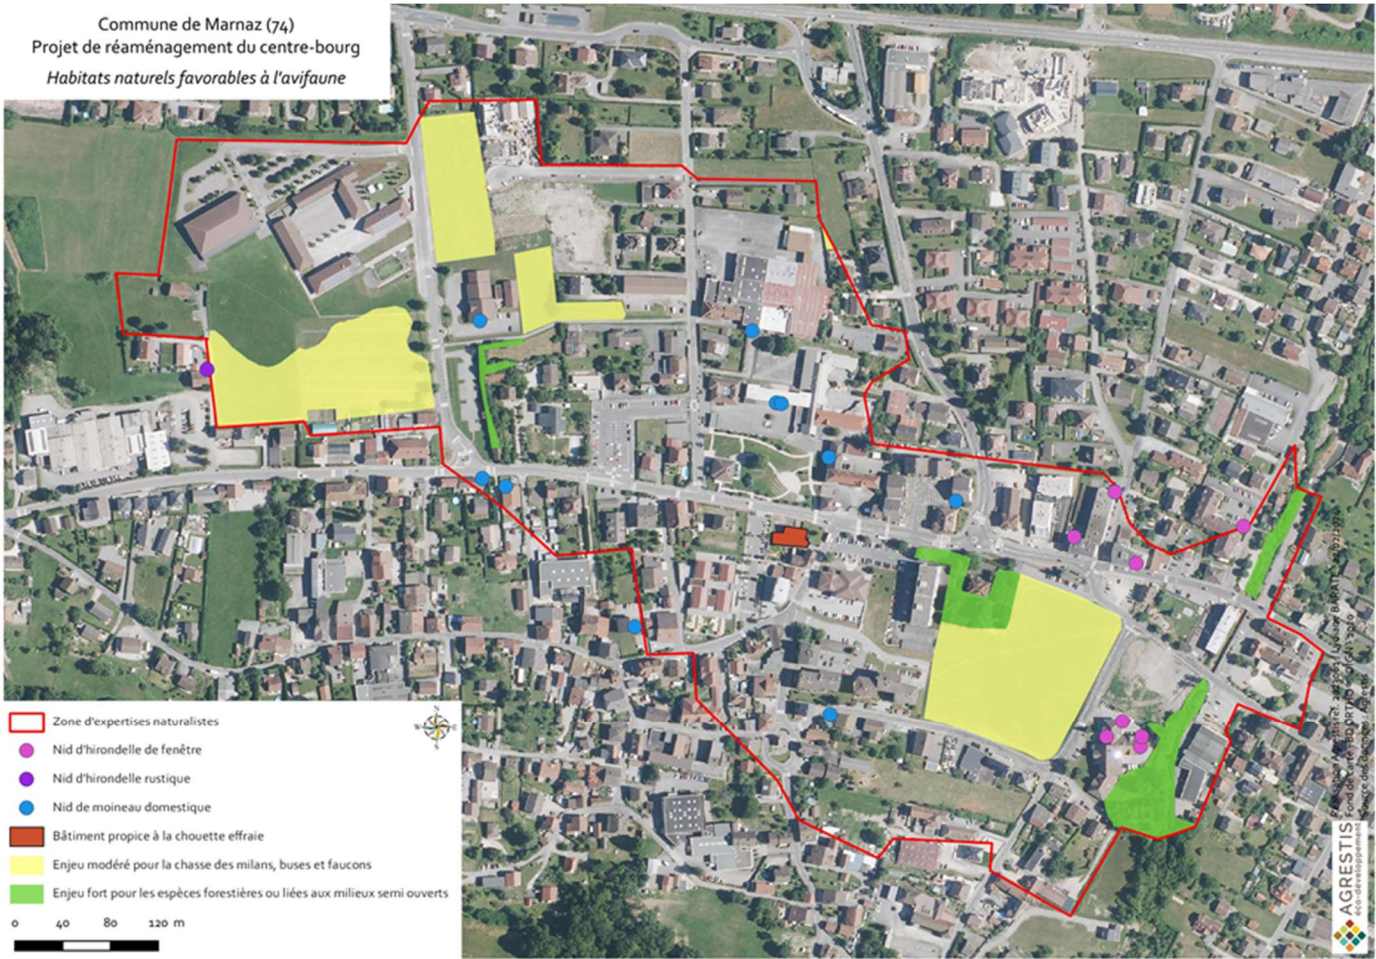 Commune de Marnaz (74)
Projet de réaménagement du centre-bourg
Habitats naturels favorables à l'avifaune
Zone d'expertises naturalistes
Nid d'hirondelle de fenêtre
Nid d'hirondelle rustique
Nid de moineau domestique
Bâtiment propice à la chouette effraie
Enjeu modéré pour la chasse des milans, buses et faucons
Enjeu fort pour les espèces forestières ou liées aux milieux semi ouverts
0 40 80 120 m
AGRESTIS
éco-développement